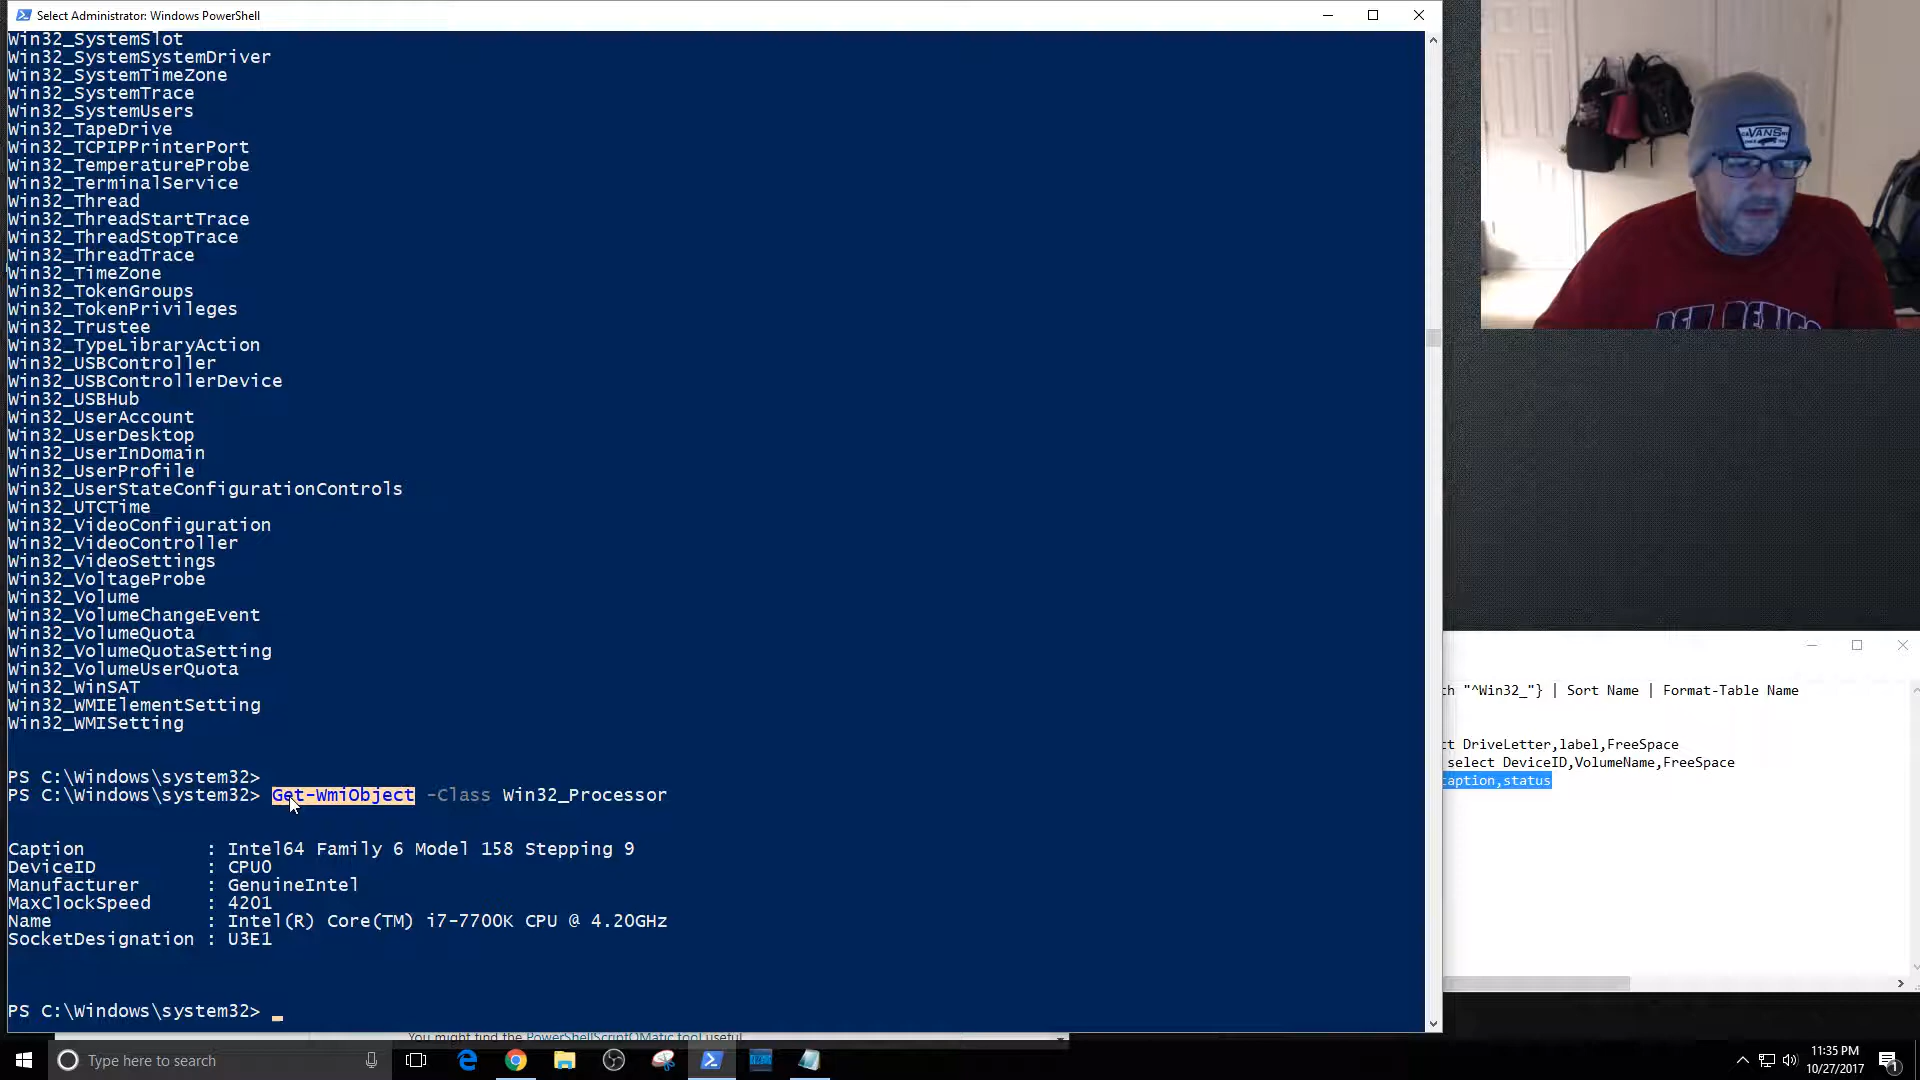 Select Administrator: Windows PowerShell
Win32_SystemSlot
Win32_SystemSystemDriver
Win32_SystemTimeZone
Win32_SystemTrace
Win32_SystemUsers
Win32_TapeDrive
Win32_TCPIPPrinterPort
Win32_TemperatureProbe
Win32_TerminalService
Win32_Thread
Win32_ThreadStartTrace
Win32_ThreadStopTrace
Win32_ThreadTrace
Win32_TimeZone
Win32_TokenGroups
Win32_TokenPrivileges
Win32_Trustee
Win32_TypeLibraryAction
Win32_USBController
Win32_USBControllerDevice
Win32_USBHub
Win32_UserAccount
Win32_UserDesktop
Win32_UserInDomain
Win32_UserProfile
Win32_UserStateConfigurationControls
Win32_UTCTime
Win32_VideoConfiguration
Win32_VideoController
Win32_VideoSettings
Win32_VoltageProbe
Win32_Volume
Win32_VolumeChangeEvent
Win32_VolumeQuota
Win32_VolumeQuotaSetting
Win32_VolumeUserQuota
Win32_WinSAT
Win32_WMIElementSetting
Win32_WMISetting
PS C:\Windows\system32>
PS C:\Windows\system32> Get-WmiObject -Class Win32_Processor
Caption : Intel64 Family 6 Model 158 Stepping 9
DeviceID : CPU0
Manufacturer : GenuineIntel
MaxClockSpeed : 4201
Name : Intel(R) Core(TM) i7-7700K CPU @ 4.20GHz
SocketDesignation : U3E1
PS C:\Windows\system32> _
VANS
"^Win32_"} | Sort Name | Format-Table Name
DriveLetter,label,FreeSpace
select DeviceID,VolumeName,FreeSpace
caption,status
You might find the PowerShellScriptOMatic tool useful
Type here to search
11:35 PM
10/27/2017
1